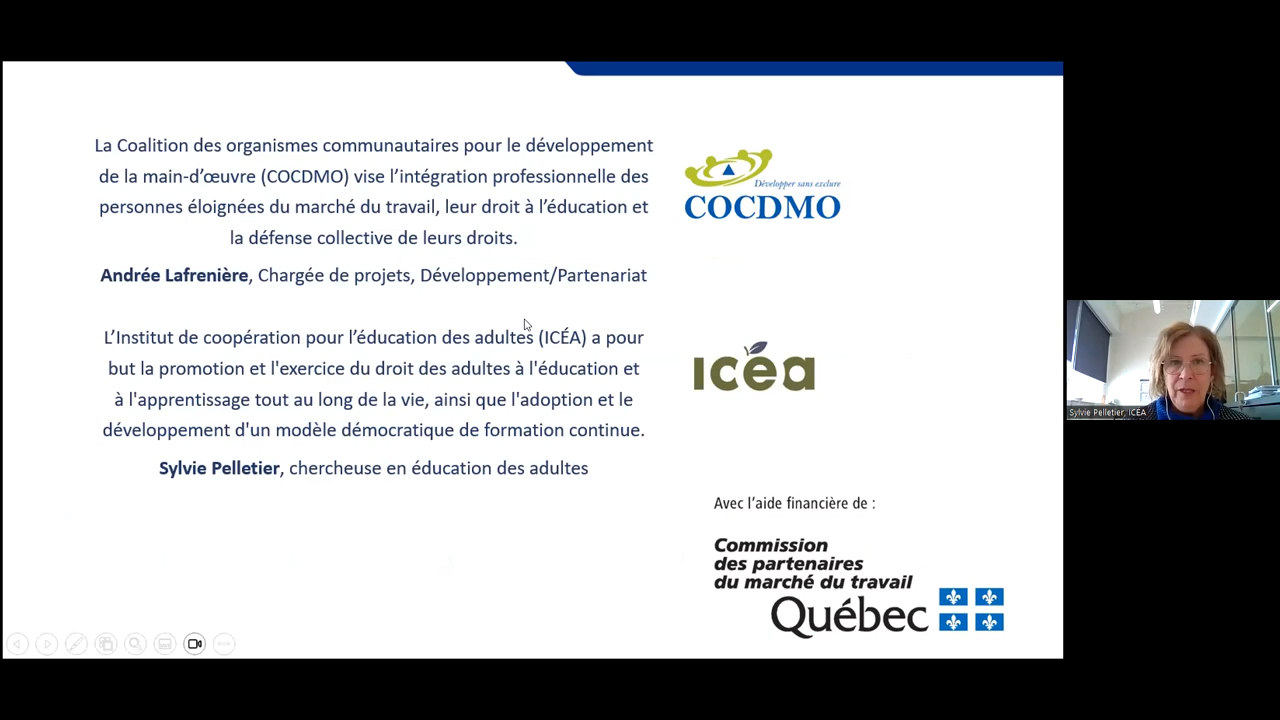 La Coalition des organismes communautaires pour le développement
de la main-d’œuvre (COCDMO) vise l’intégration professionnelle des
personnes éloignées du marché du travail, leur droit à l’éducation et
la défense collective de leurs droits.
Andrée Lafrenière, Chargée de projets, Développement/Partenariat
Développer sans exclure
COCDMO
L’Institut de coopération pour l’éducation des adultes (ICÉA) a pour
but la promotion et l'exercice du droit des adultes à l'éducation et
à l'apprentissage tout au long de la vie, ainsi que l'adoption et le
développement d'un modèle démocratique de formation continue.
Sylvie Pelletier, chercheuse en éducation des adultes
ıcéa
Avec l’aide financière de :
Commission
des partenaires
du marché du travail
Québec
Sylvie Pelletier, ICÉA